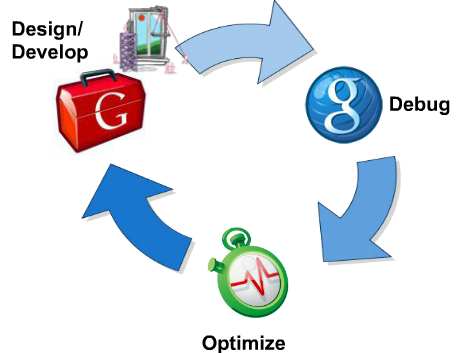 Design/
Develop
G
g
Debug
Optimize